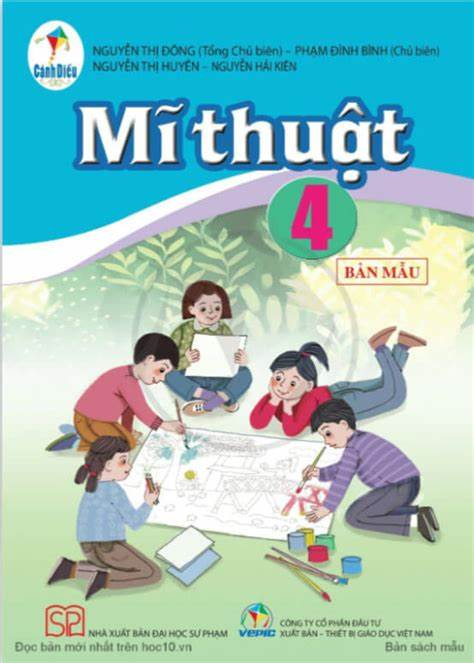 NGUYỄN THỊ ĐÔNG (Tổng Chủ biên) – PHẠM ĐÌNH BÌNH (Chủ biên)
NGUYỄN THỊ HUYỀN – NGUYỄN HẢI KIÊN
Cánh Diều
Mĩ thuật
4
BẢN MẪU
SP
NHÀ XUẤT BẢN ĐẠI HỌC SƯ PHẠM
VEPIC
CÔNG TY CỔ PHẦN ĐẦU TƯ
XUẤT BẢN – THIẾT BỊ GIÁO DỤC VIỆT NAM
Đọc bản mới nhất trên hoc10.vn
Bản sách mẫu